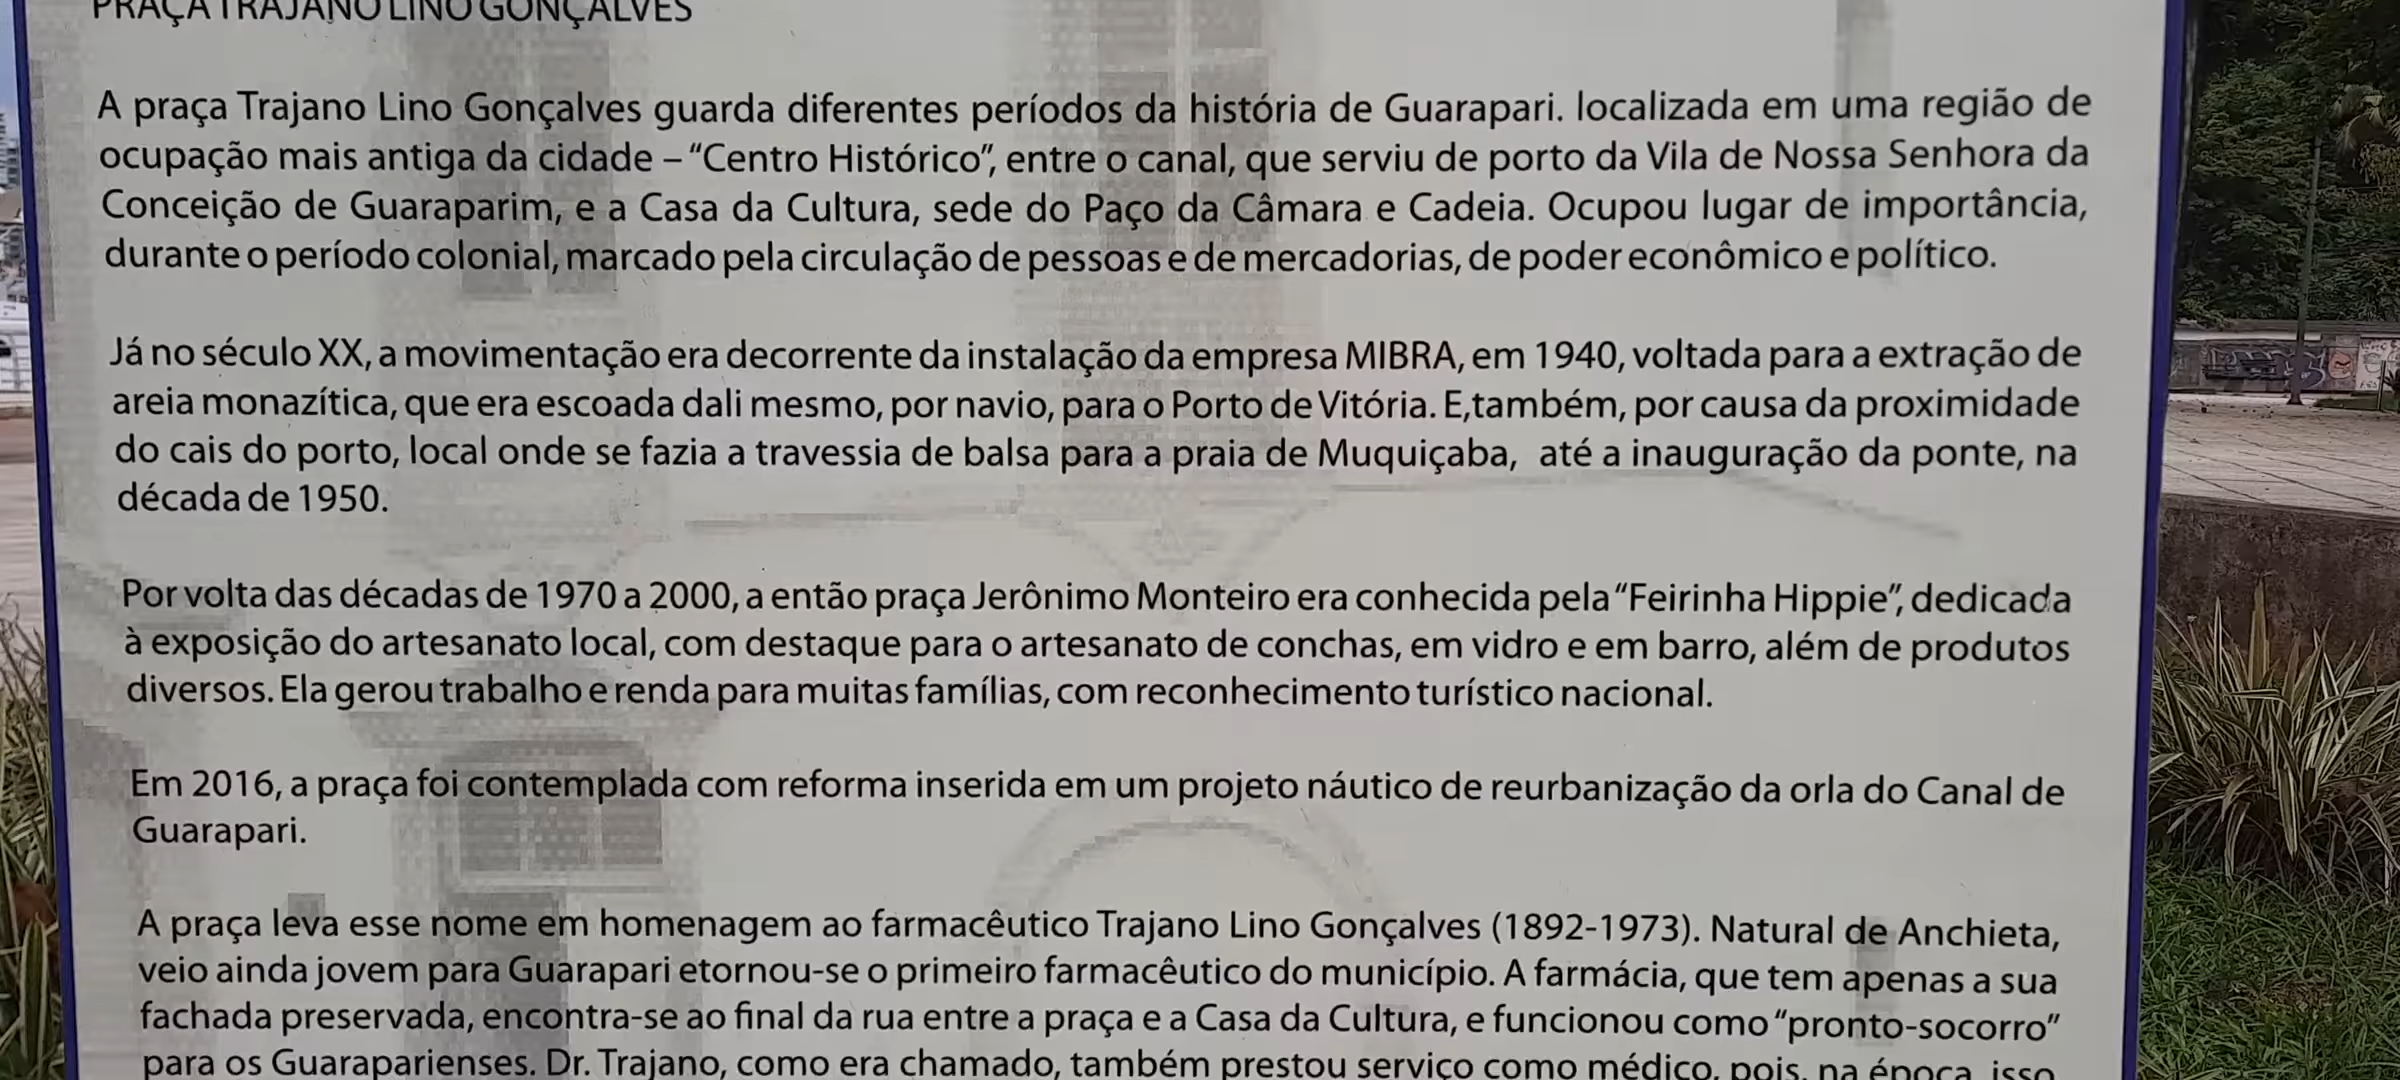 PRAÇA TRAJANO LINO GONÇALVES
A praça Trajano Lino Gonçalves guarda diferentes períodos da história de Guarapari. localizada em uma região de
ocupação mais antiga da cidade – “Centro Histórico”, entre o canal, que serviu de porto da Vila de Nossa Senhora da
Conceição de Guaraparim, e a Casa da Cultura, sede do Paço da Câmara e Cadeia. Ocupou lugar de importância,
durante o período colonial, marcado pela circulação de pessoas e de mercadorias, de poder econômico e político.
Já no século XX, a movimentação era decorrente da instalação da empresa MIBRA, em 1940, voltada para a extração de
areia monazítica, que era escoada dali mesmo, por navio, para o Porto de Vitória. E,também, por causa da proximidade
do cais do porto, local onde se fazia a travessia de balsa para a praia de Muquiçaba, até a inauguração da ponte, na
década de 1950.
Por volta das décadas de 1970 a 2000, a então praça Jerônimo Monteiro era conhecida pela “Feirinha Hippie”, dedicada
à exposição do artesanato local, com destaque para o artesanato de conchas, em vidro e em barro, além de produtos
diversos. Ela gerou trabalho e renda para muitas famílias, com reconhecimento turístico nacional.
Em 2016, a praça foi contemplada com reforma inserida em um projeto náutico de reurbanização da orla do Canal de
Guarapari.
A praça leva esse nome em homenagem ao farmacêutico Trajano Lino Gonçalves (1892-1973). Natural de Anchieta,
veio ainda jovem para Guarapari etornou-se o primeiro farmacêutico do município. A farmácia, que tem apenas a sua
fachada preservada, encontra-se ao final da rua entre a praça e a Casa da Cultura, e funcionou como “pronto-socorro”
para os Guaraparienses. Dr. Trajano, como era chamado, também prestou serviço como médico, pois, na época, isso